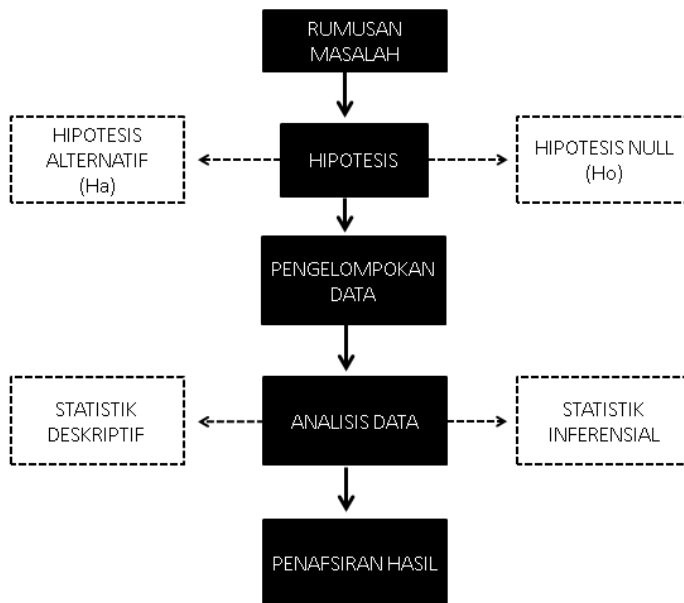 RUMUSAN
MASALAH
HIPOTESIS
ALTERNATIF
(Ha)
HIPOTESIS
HIPOTESIS NULL
(Ho)
PENGELOMPOKAN
DATA
STATISTIK
DESKRIPTIF
ANALISIS DATA
STATISTIK
INFERENSIAL
PENAFSIRAN HASIL